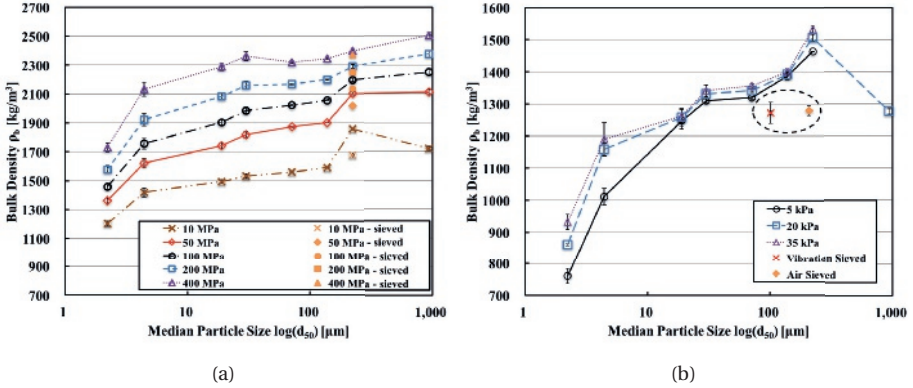 2700
2500
2300
2100
1900
1700
1500
1300
1100
900
700
Bulk Density ρb [kg/m³]
1 10 100 1,000
Median Particle Size log(d50) [µm]
10 MPa
50 MPa
100 MPa
200 MPa
400 MPa
10 MPa - sieved
50 MPa - sieved
100 MPa - sieved
200 MPa - sieved
400 MPa - sieved
(a)
1600
1500
1400
1300
1200
1100
1000
900
800
700
Bulk Density ρb [kg/m³]
1 10 100 1,000
Median Particle Size log(d50) [µm]
5 kPa
20 kPa
35 kPa
Vibration Sieved
Air Sieved
(b)